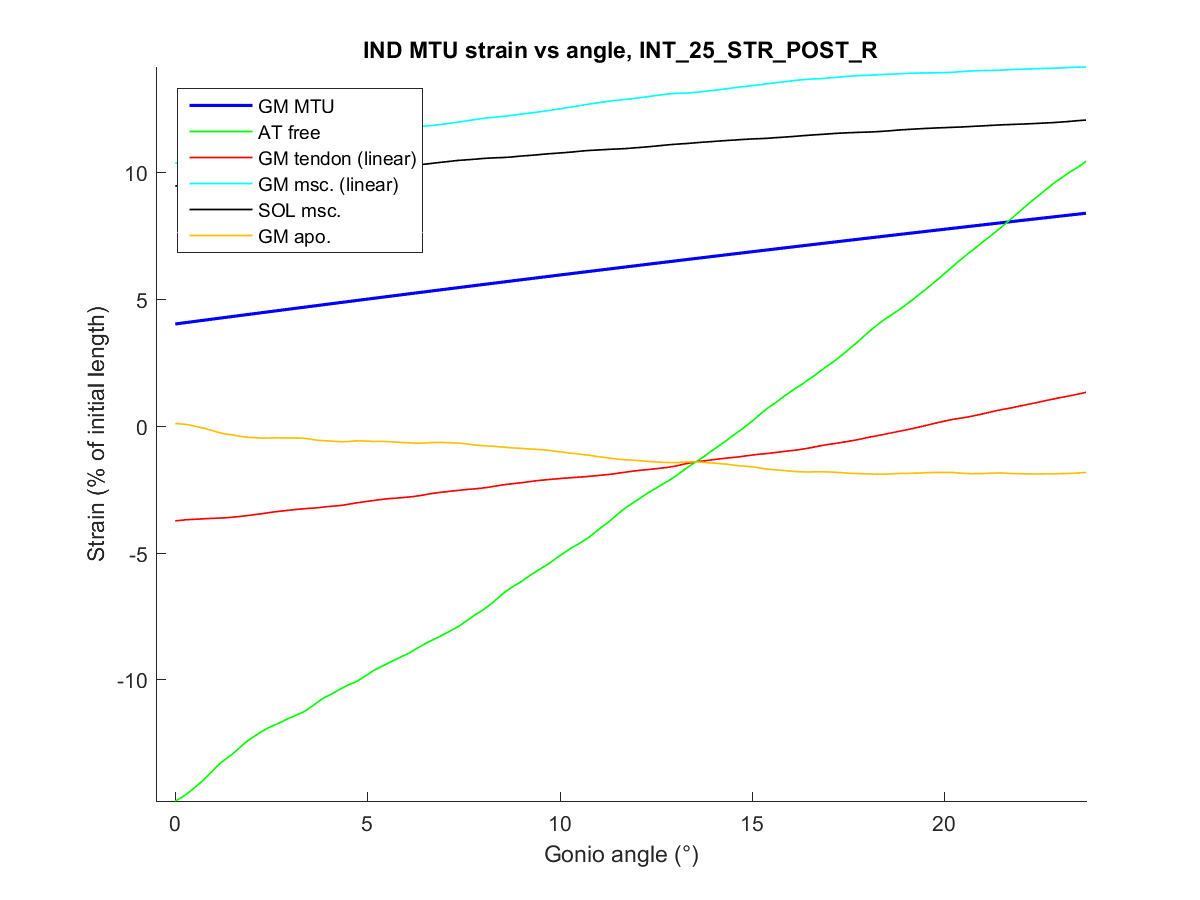 IND MTU strain vs angle, INT_25_STR_POST_R
GM MTU
AT free
GM tendon (linear)
GM msc. (linear)
SOL msc.
GM apo.
10
5
0
-5
-10
Strain (% of initial length)
0 5 10 15 20
Gonio angle (°)